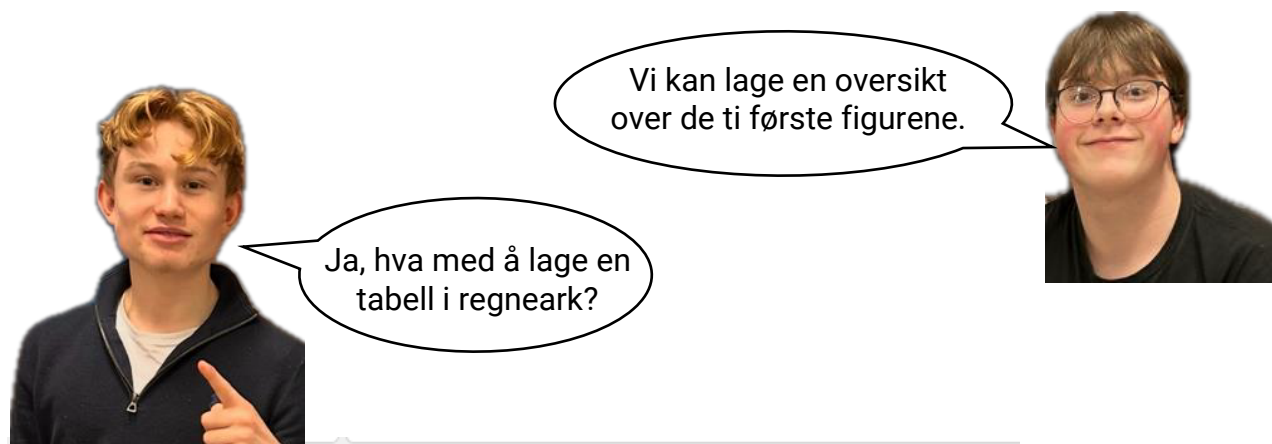 Vi kan lage en oversikt
over de ti første figurene.
Ja, hva med å lage en
tabell i regneark?